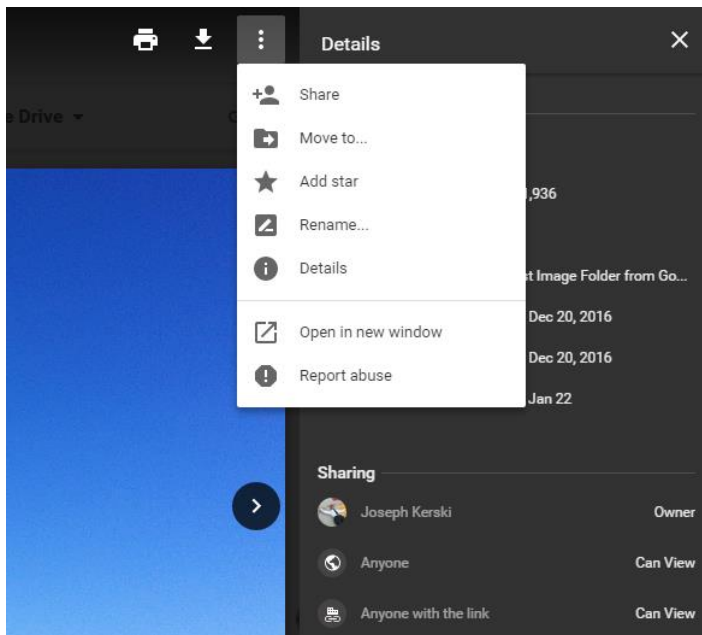 Details
Share
e Drive
Move to...
Add star
,936
Rename...
Details
st Image Folder from Go...
Dec 20, 2016
Open in new window
Dec 20, 2016
Report abuse
Jan 22
Sharing
Joseph Kerski Owner
Anyone Can View
Anyone with the link Can View